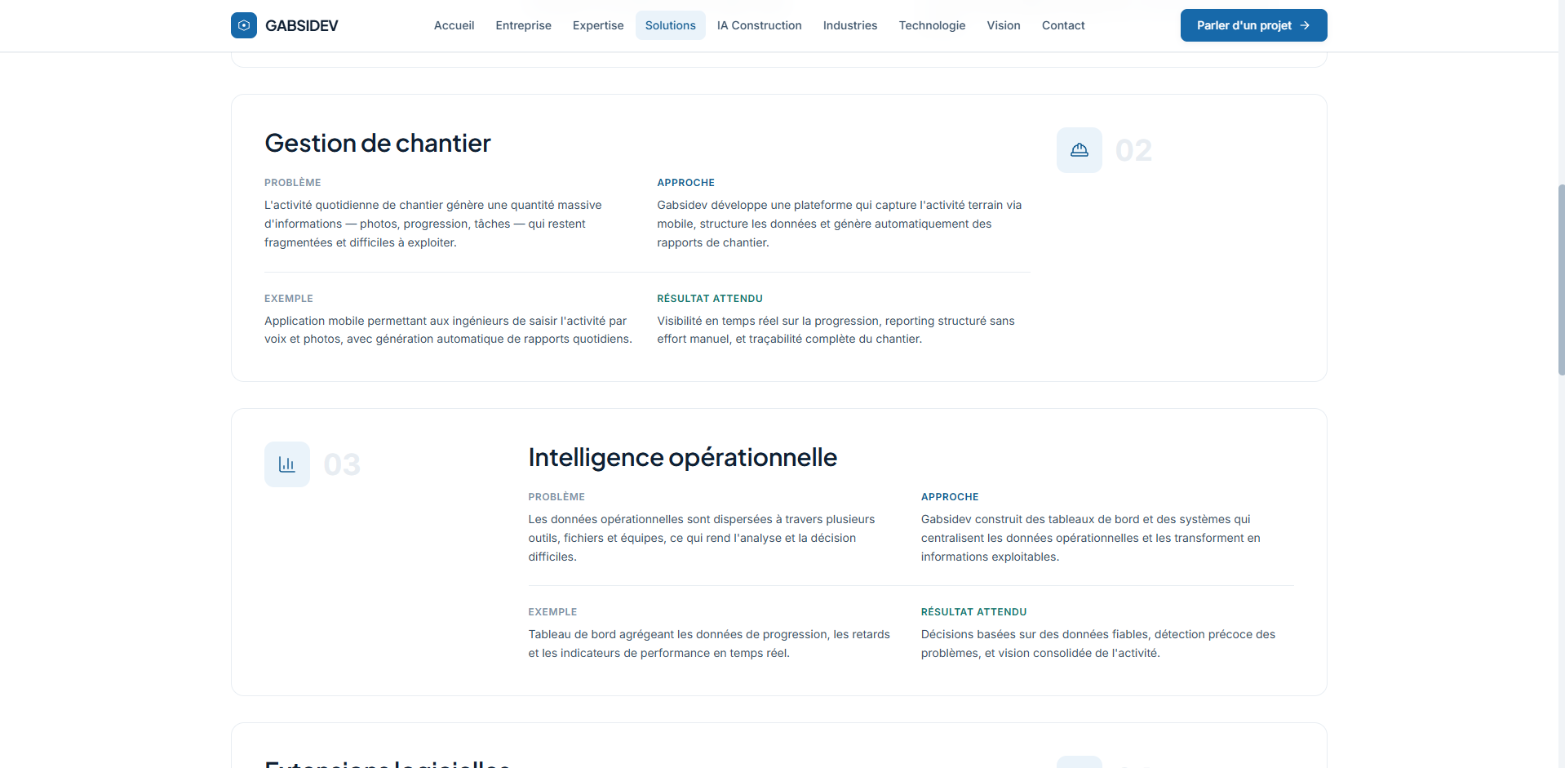 GABSIDEV
Accueil
Entreprise
Expertise
Solutions
IA Construction
Industries
Technologie
Vision
Contact
Parler d'un projet →
Gestion de chantier
02
PROBLÈME
L'activité quotidienne de chantier génère une quantité massive
d'informations — photos, progression, tâches — qui restent
fragmentées et difficiles à exploiter.
APPROCHE
Gabsidev développe une plateforme qui capture l'activité terrain via
mobile, structure les données et génère automatiquement des
rapports de chantier.
EXEMPLE
Application mobile permettant aux ingénieurs de saisir l'activité par
voix et photos, avec génération automatique de rapports quotidiens.
RÉSULTAT ATTENDU
Visibilité en temps réel sur la progression, reporting structuré sans
effort manuel, et traçabilité complète du chantier.
03
Intelligence opérationnelle
PROBLÈME
Les données opérationnelles sont dispersées à travers plusieurs
outils, fichiers et équipes, ce qui rend l'analyse et la décision
difficiles.
APPROCHE
Gabsidev construit des tableaux de bord et des systèmes qui
centralisent les données opérationnelles et les transforment en
informations exploitables.
EXEMPLE
Tableau de bord agrégeant les données de progression, les retards
et les indicateurs de performance en temps réel.
RÉSULTAT ATTENDU
Décisions basées sur des données fiables, détection précoce des
problèmes, et vision consolidée de l'activité.
Extensions logicielles